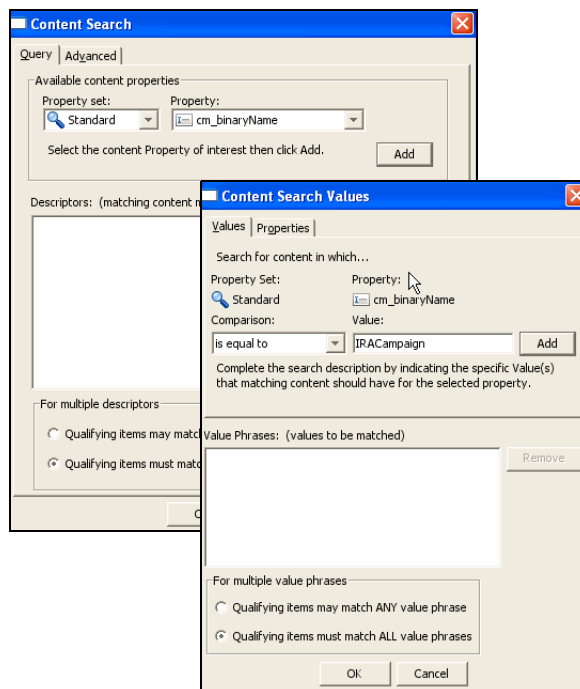 Content Search
Query Advanced
Available content properties
Property set: Property:
Standard cm_binaryName
Select the content Property of interest then click Add. Add
Descriptors: (matching content
For multiple descriptors
Qualifying items may match
Qualifying items must match
Content Search Values
Values Properties
Search for content in which...
Property Set: Property:
Standard cm_binaryName
Comparison: Value:
is equal to IRACampaign Add
Complete the search description by indicating the specific Value(s)
that matching content should have for the selected property.
Value Phrases: (values to be matched)
Remove
For multiple value phrases
Qualifying items may match ANY value phrase
Qualifying items must match ALL value phrases
OK Cancel